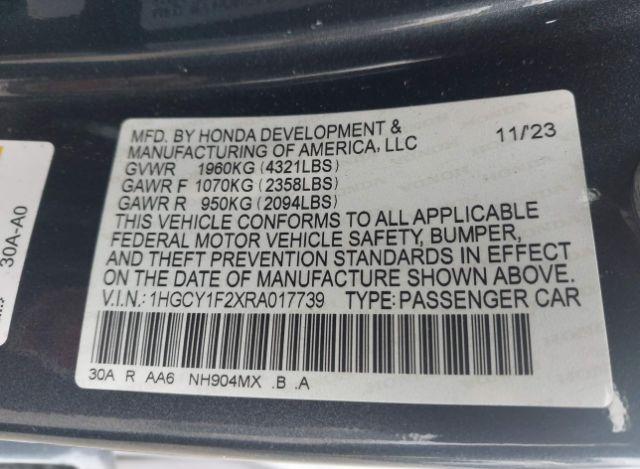 MFD. BY HONDA DEVELOPMENT & 11/'23
MANUFACTURING OF AMERICA, LLC
GVWR 1960KG (4321LBS)
GAWR F 1070KG (2358LBS)
GAWR R 950KG (2094LBS)
THIS VEHICLE CONFORMS TO ALL APPLICABLE
FEDERAL MOTOR VEHICLE SAFETY, BUMPER,
AND THEFT PREVENTION STANDARDS IN EFFECT
ON THE DATE OF MANUFACTURE SHOWN ABOVE.
V.I.N.: 1HGCY1F2XRA017739 TYPE: PASSENGER CAR
30A R AA6 NH904MX .B .A
30A-A0